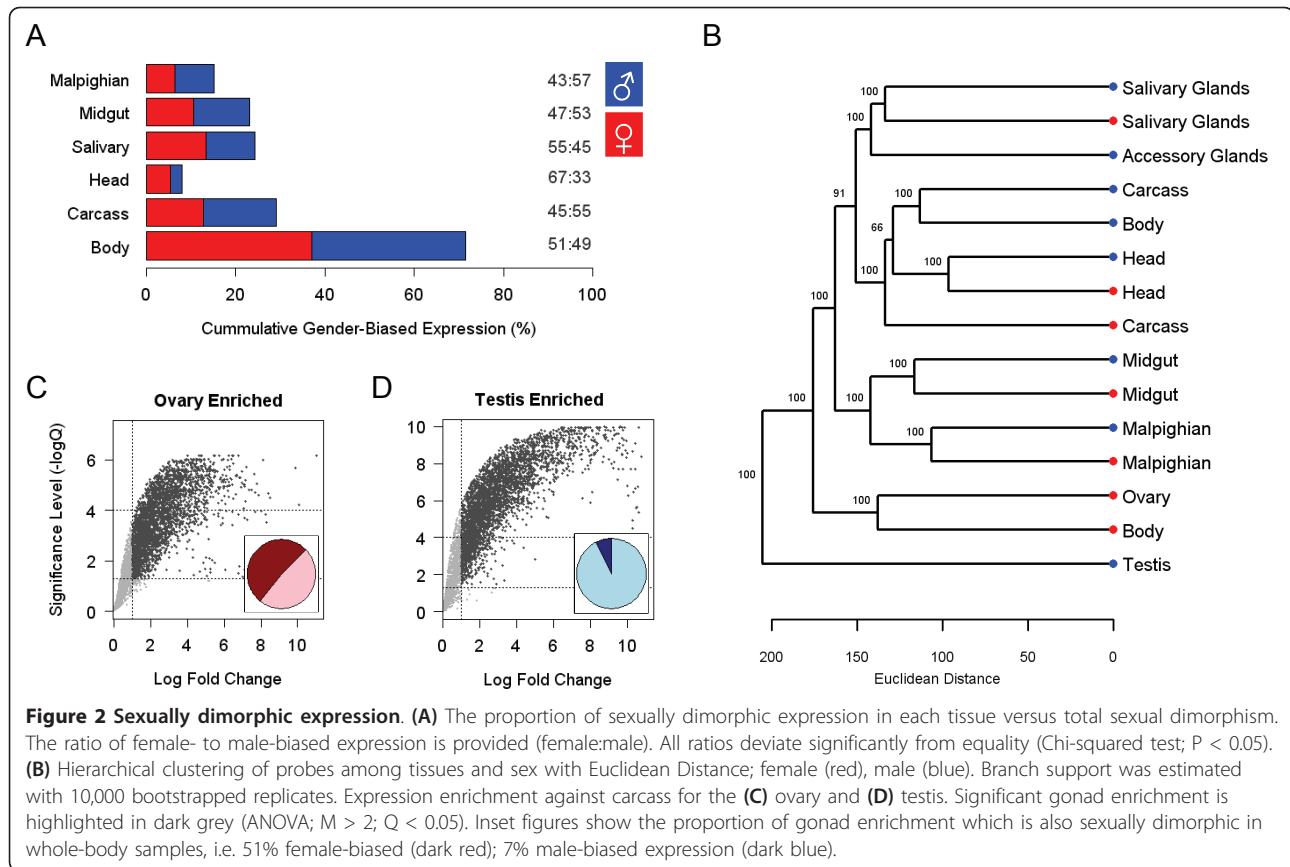 A
Malpighian 43:57
Midgut 47:53
Salivary 55:45
Head 67:33
Carcass 45:55
Body 51:49
♂
♀
0 20 40 60 80 100
Cummulative Gender-Biased Expression (%)
B
100 Salivary Glands
100 Salivary Glands
100 Accessory Glands
91
100 Carcass
100 Body
66
100 Head
100 Head
Carcass
100
100 Midgut
100 Midgut
100 Malpighian
Malpighian
100
100 Ovary
Body
100 Testis
200 150 100 50 0
Euclidean Distance
C
Ovary Enriched
Significance Level (-logQ)
6
4
2
0
0 2 4 6 8 10
Log Fold Change
D
Testis Enriched
10
8
6
4
2
0
0 2 4 6 8 10
Log Fold Change
Figure 2 Sexually dimorphic expression. (A) The proportion of sexually dimorphic expression in each tissue versus total sexual dimorphism.
The ratio of female- to male-biased expression is provided (female:male). All ratios deviate significantly from equality (Chi-squared test; P < 0.05).
(B) Hierarchical clustering of probes among tissues and sex with Euclidean Distance; female (red), male (blue). Branch support was estimated
with 10,000 bootstrapped replicates. Expression enrichment against carcass for the (C) ovary and (D) testis. Significant gonad enrichment is
highlighted in dark grey (ANOVA; M > 2; Q < 0.05). Inset figures show the proportion of gonad enrichment which is also sexually dimorphic in
whole-body samples, i.e. 51% female-biased (dark red); 7% male-biased expression (dark blue).